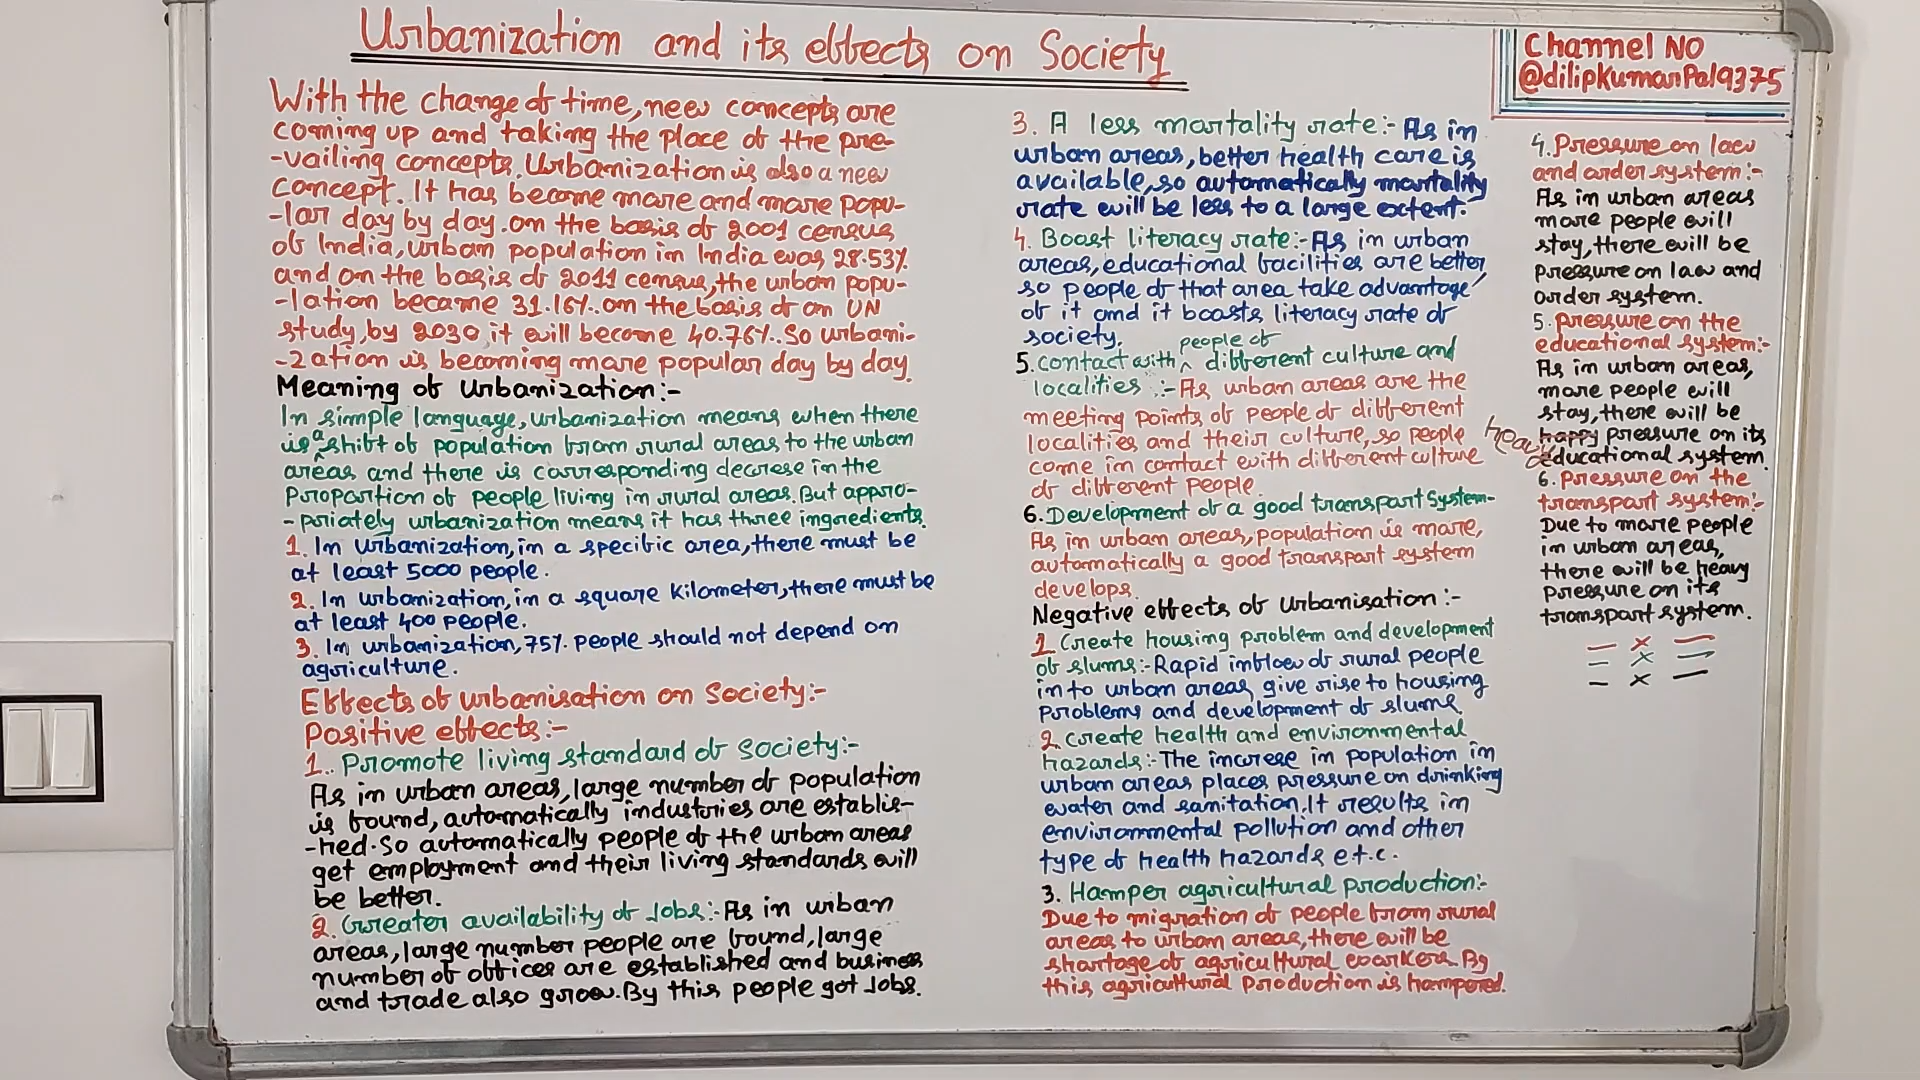 Urbanization and its effects on Society
Channel NO
@dilipkumarPal9375
With the change of time, new concepts are
coming up and taking the place of the pre-
-vailing concepts. Urbanization is also a new
concept. It has become more and more popu-
-lar day by day. on the basis of 2001 census
of India, urban population in India was 28.53%
and on the basis of 2011 census, the urban popu-
-lation became 31.16%. on the basis of an UN
study, by 2030 it will become 40.76%. So urbani-
-zation is becoming more popular day by day.
Meaning of Urbanization:-
In simple language, urbanization means when there
is a shift of population from rural areas to the urban
areas and there is corresponding decrese in the
proportion of people living in rural areas. But appro-
-priately urbanization means it has three ingredients.
1. In Urbanization, in a specific area, there must be
at least 5000 people.
2. In urbanization, in a square kilometer, there must be
at least 400 people.
3. In urbanization, 75% people should not depend on
agriculture.
Effects of urbanisation on Society:-
Positive effects:-
1.. Promote living standard of society:-
As in urban areas, large number of population
is found, automatically industries are establis-
-hed. So automatically people of the urban areas
get employment and their living standards will
be better.
2. Greater availability of Jobs:- As in urban
areas, large number people are found, large
number of offices are established and business
and trade also grow. By this people got Jobs.
3. A less mortality rate:- As in
urban areas, better health care is
available, so automatically mortality
rate will be less to a large extent.
4. Boost literacy rate:- As in urban
areas, educational facilities are better,
so people of that area take advantage
of it and it boosts literacy rate of
society.
5. Contact with people of different culture and
localities :- As urban areas are the
meeting points of people of different
localities and their culture, so people
come in contact with different culture
of different people.
6. Development of a good transport System-
As in urban areas, population is more,
automatically a good transport system
develops.
Negative effects of Urbanisation:-
1 Create housing problem and development
of slums:- Rapid inflow of rural people
into urban areas give rise to housing
problems and development of slums.
2. create health and environmental
hazards:- The increse in population in
urban areas places pressure on drinking
water and sanitation. It results in
environmental pollution and other
type of health hazards e.t.c.
3. Hamper agricultural production:-
Due to migration of people from rural
areas to urban areas, there will be
shortage of agricultural workers. By
this agricultural production is hampered.
4. Pressure on law
and order system:-
As in urban areas
more people will
stay, there will be
pressure on law and
order system.
5. pressure on the
educational system:-
As in urban areas,
more people will
stay, there will be
heavy happy pressure on its
educational system.
6. Pressure on the
transport system:-
Due to more people
in urban areas,
there will be heavy
pressure on its
transport system.
— × —
— × —
— × —